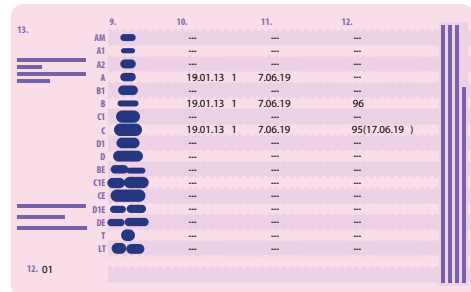 13. 9. 10. 11. 12.
AM --- --- ---
A1 --- --- ---
A2 --- --- ---
A 19.01.13 1 7.06.19 ---
B1 --- --- ---
B 19.01.13 1 7.06.19 96
C1 --- --- ---
C 19.01.13 1 7.06.19 95(17.06.19 )
D1 --- --- ---
D --- --- ---
BE --- --- ---
C1E --- --- ---
CE --- --- ---
D1E --- --- ---
DE --- --- ---
T --- --- ---
LT --- --- ---
12. 01